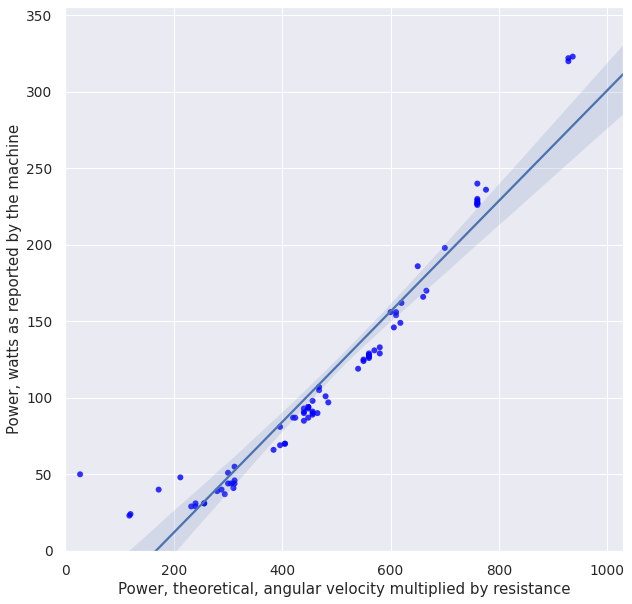 Power, watts as reported by the machine
350
300
250
200
150
100
50
0
0 200 400 600 800 1000
Power, theoretical, angular velocity multiplied by resistance